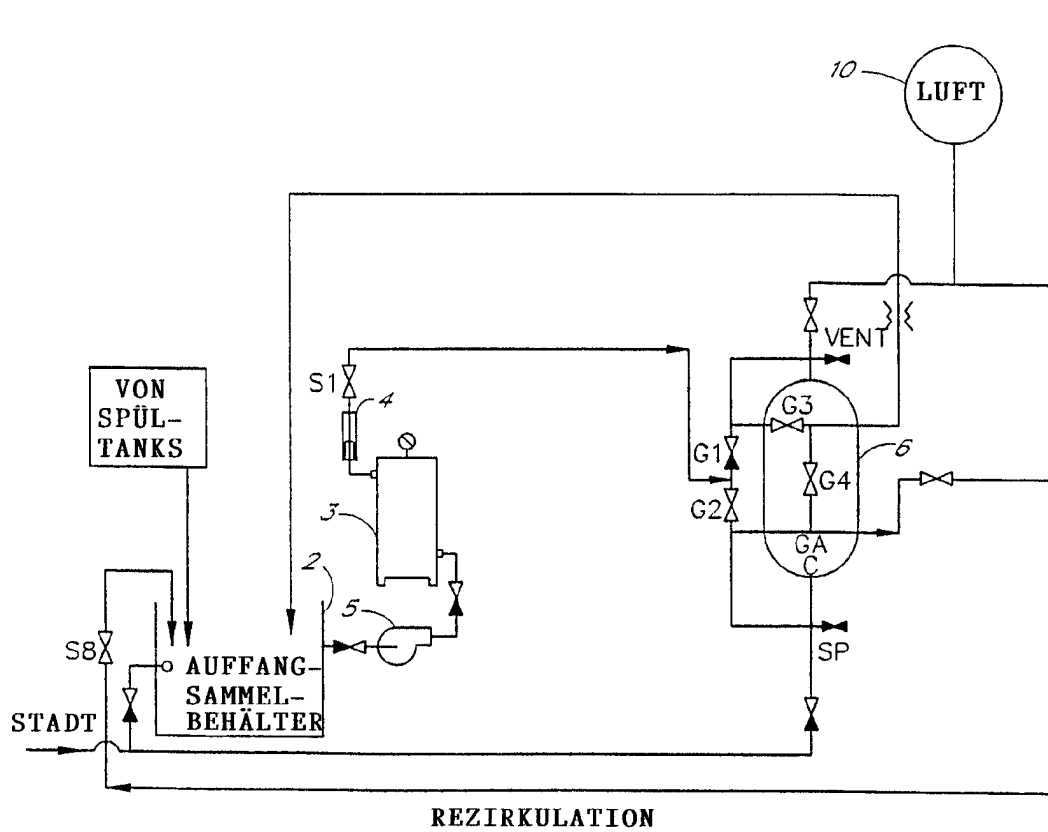 10
LUFT
VENT
S1
4
G3
VON
SPÜL-
TANKS
G1
6
G4
3
G2
GA
C
2
5
S8
AUFFANG-
SAMMEL-
BEHÄLTER
SP
STADT
REZIRKULATION